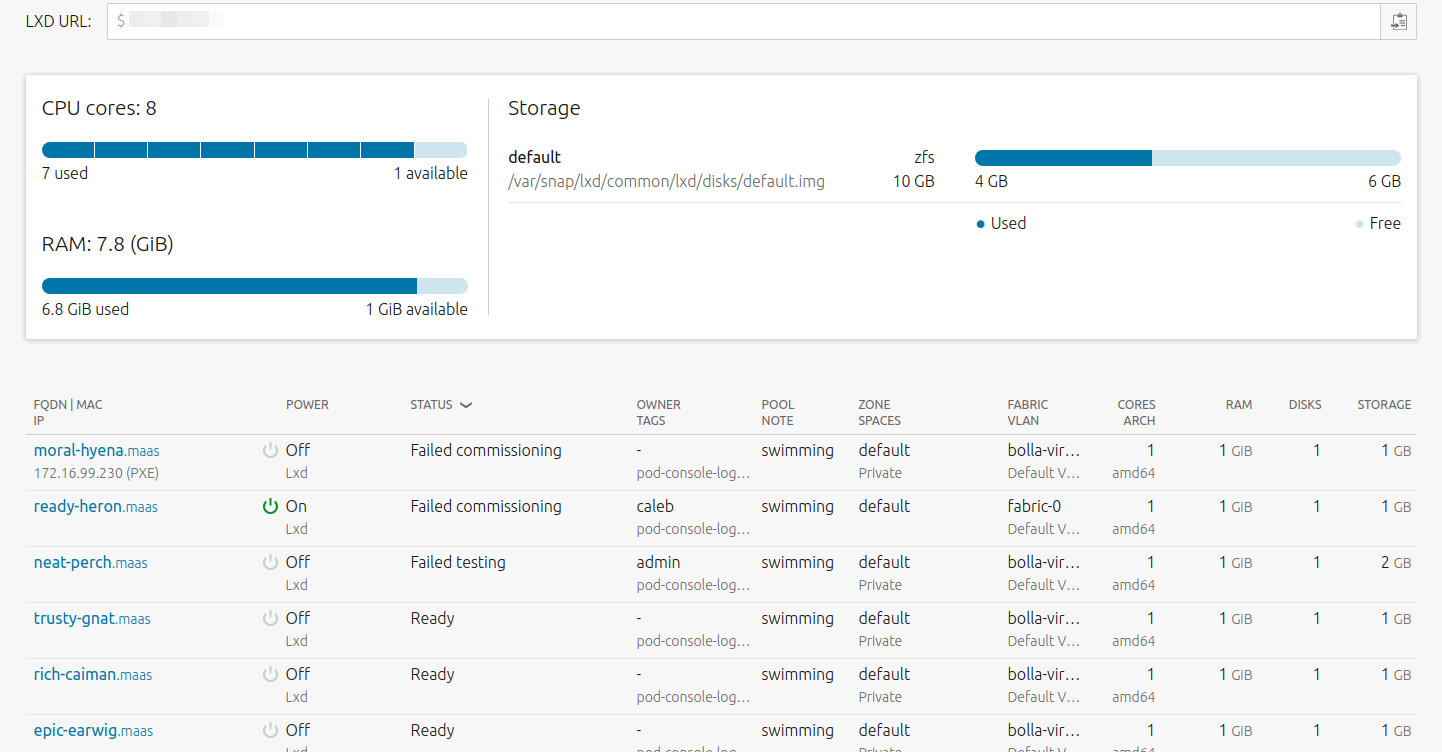 LXD URL: $
CPU cores: 8
7 used 1 available
RAM: 7.8 (GiB)
6.8 GiB used 1 GiB available
Storage
default zfs
/var/snap/lxd/common/lxd/disks/default.img 10 GB 4 GB 6 GB
Used Free
FQDN | MAC POWER STATUS OWNER POOL ZONE FABRIC CORES RAM DISKS STORAGE
IP TAGS NOTE SPACES VLAN ARCH
moral-hyena.maas Off Failed commissioning - swimming default bolla-vir... 1 1 GiB 1 1 GB
172.16.99.230 (PXE) Lxd pod-console-log... Private Default V... amd64
ready-heron.maas On Failed commissioning caleb swimming default fabric-0 1 1 GiB 1 1 GB
Lxd pod-console-log... Default V... amd64
neat-perch.maas Off Failed testing admin swimming default bolla-vir... 1 1 GiB 1 2 GB
Lxd pod-console-log... Private Default V... amd64
trusty-gnat.maas Off Ready - swimming default bolla-vir... 1 1 GiB 1 1 GB
Lxd pod-console-log... Private Default V... amd64
rich-caiman.maas Off Ready - swimming default bolla-vir... 1 1 GiB 1 1 GB
Lxd pod-console-log... Private Default V... amd64
epic-earwig.maas Off Ready - swimming default bolla-vir... 1 1 GiB 1 1 GB
Lxd pod-console-log... Private Default V... amd64